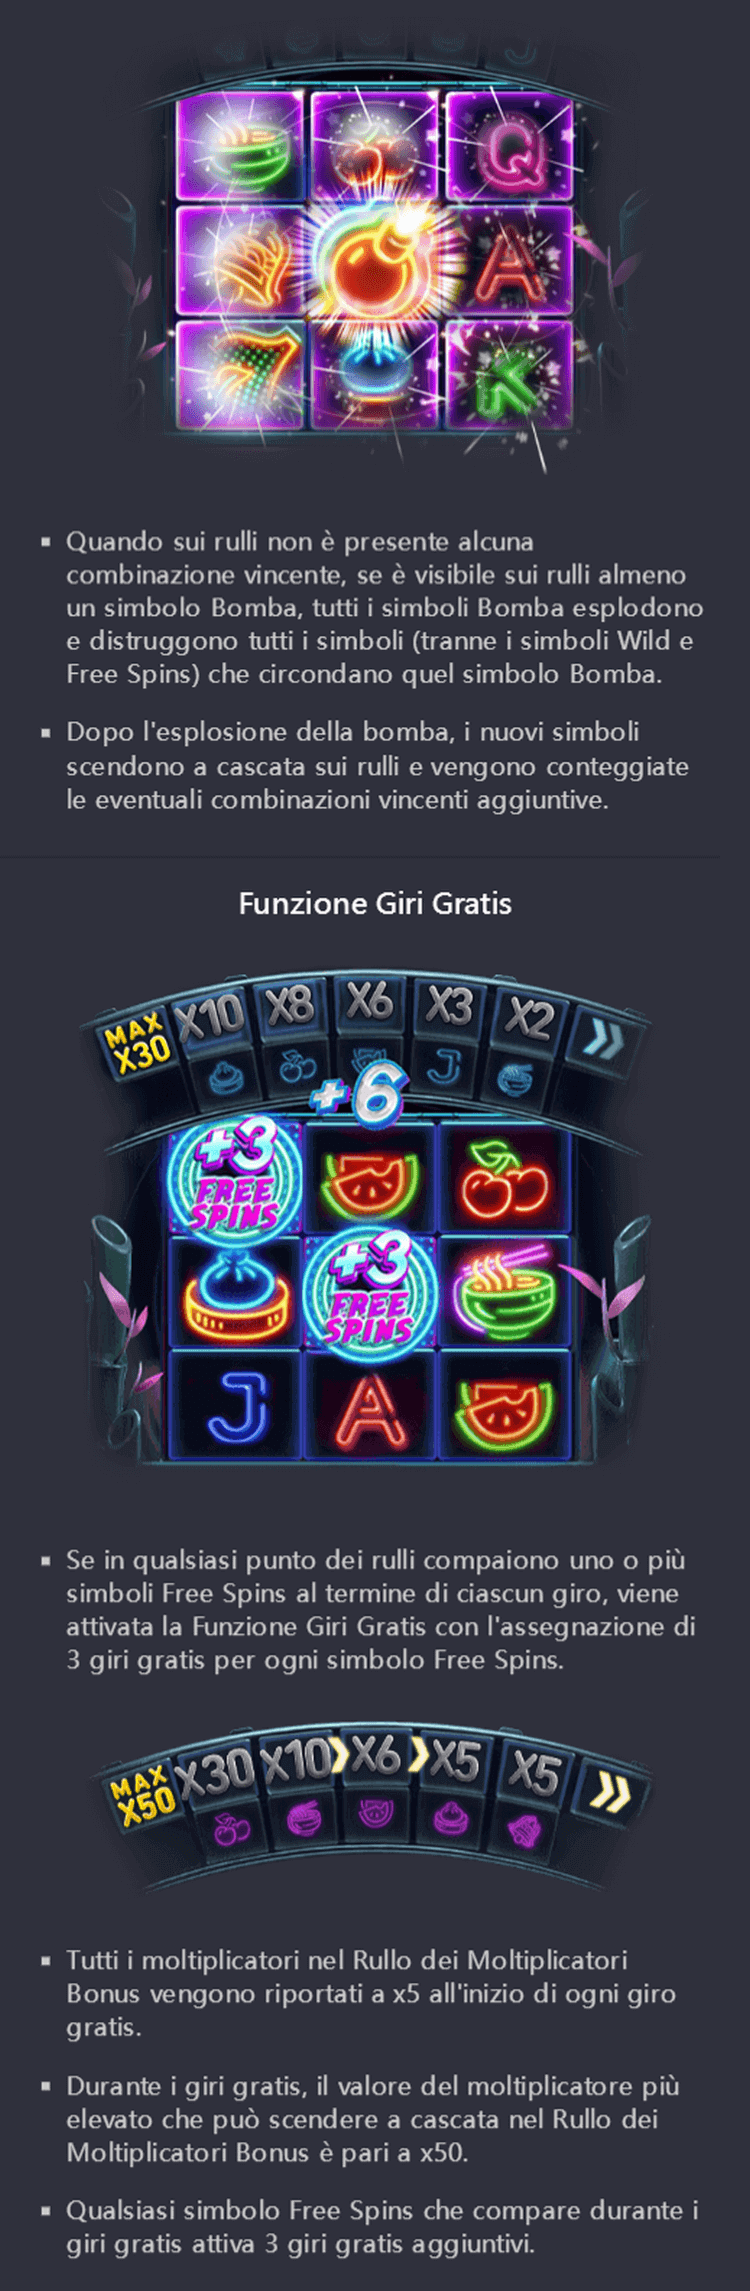 Q
A
7
K
▪ Quando sui rulli non è presente alcuna
combinazione vincente, se è visibile sui rulli almeno
un simbolo Bomba, tutti i simboli Bomba esplodono
e distruggono tutti i simboli (tranne i simboli Wild e
Free Spins) che circondano quel simbolo Bomba.
▪ Dopo l'esplosione della bomba, i nuovi simboli
scendono a cascata sui rulli e vengono conteggiate
le eventuali combinazioni vincenti aggiuntive.
Funzione Giri Gratis
MAX X30 X10 X8 X6 X3 X2 »
J
+6
+3
FREE
SPINS
+3
FREE
SPINS
J A
▪ Se in qualsiasi punto dei rulli compaiono uno o più
simboli Free Spins al termine di ciascun giro, viene
attivata la Funzione Giri Gratis con l'assegnazione di
3 giri gratis per ogni simbolo Free Spins.
MAX X50 X30 X10 › X6 › X5 X5 »
▪ Tutti i moltiplicatori nel Rullo dei Moltiplicatori
Bonus vengono riportati a x5 all'inizio di ogni giro
gratis.
▪ Durante i giri gratis, il valore del moltiplicatore più
elevato che può scendere a cascata nel Rullo dei
Moltiplicatori Bonus è pari a x50.
▪ Qualsiasi simbolo Free Spins che compare durante i
giri gratis attiva 3 giri gratis aggiuntivi.